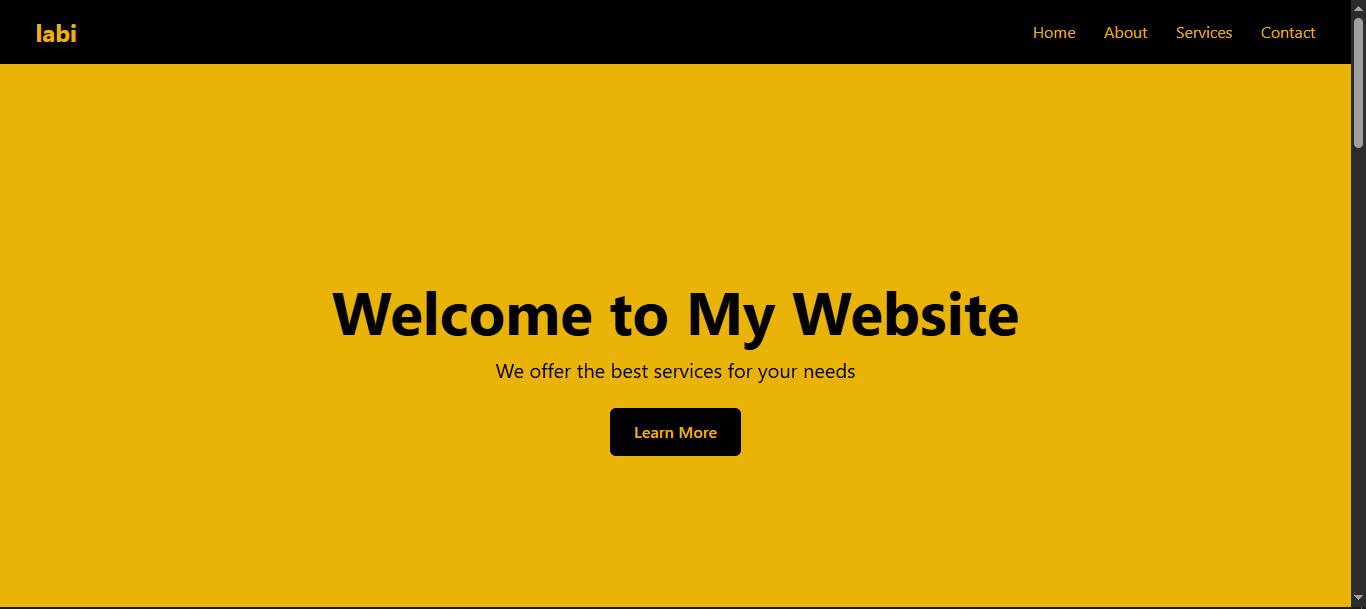 labi
Home About Services Contact
Welcome to My Website
We offer the best services for your needs
Learn More